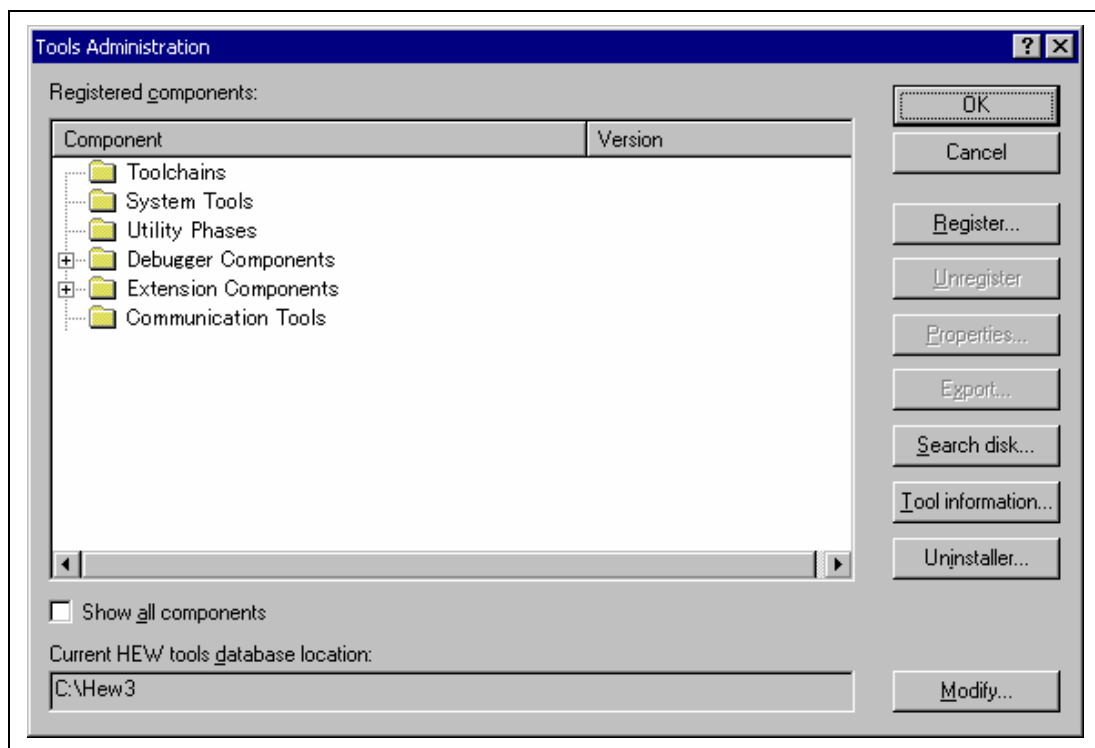 Tools Administration
Registered components:
OK
Component Version
Cancel
Toolchains
System Tools
Utility Phases
Register...
Debugger Components
Unregister
Extension Components
Communication Tools
Properties...
Export...
Search disk...
Tool information...
Uninstaller...
Show all components
Current HEW tools database location:
C:\Hew3
Modify...